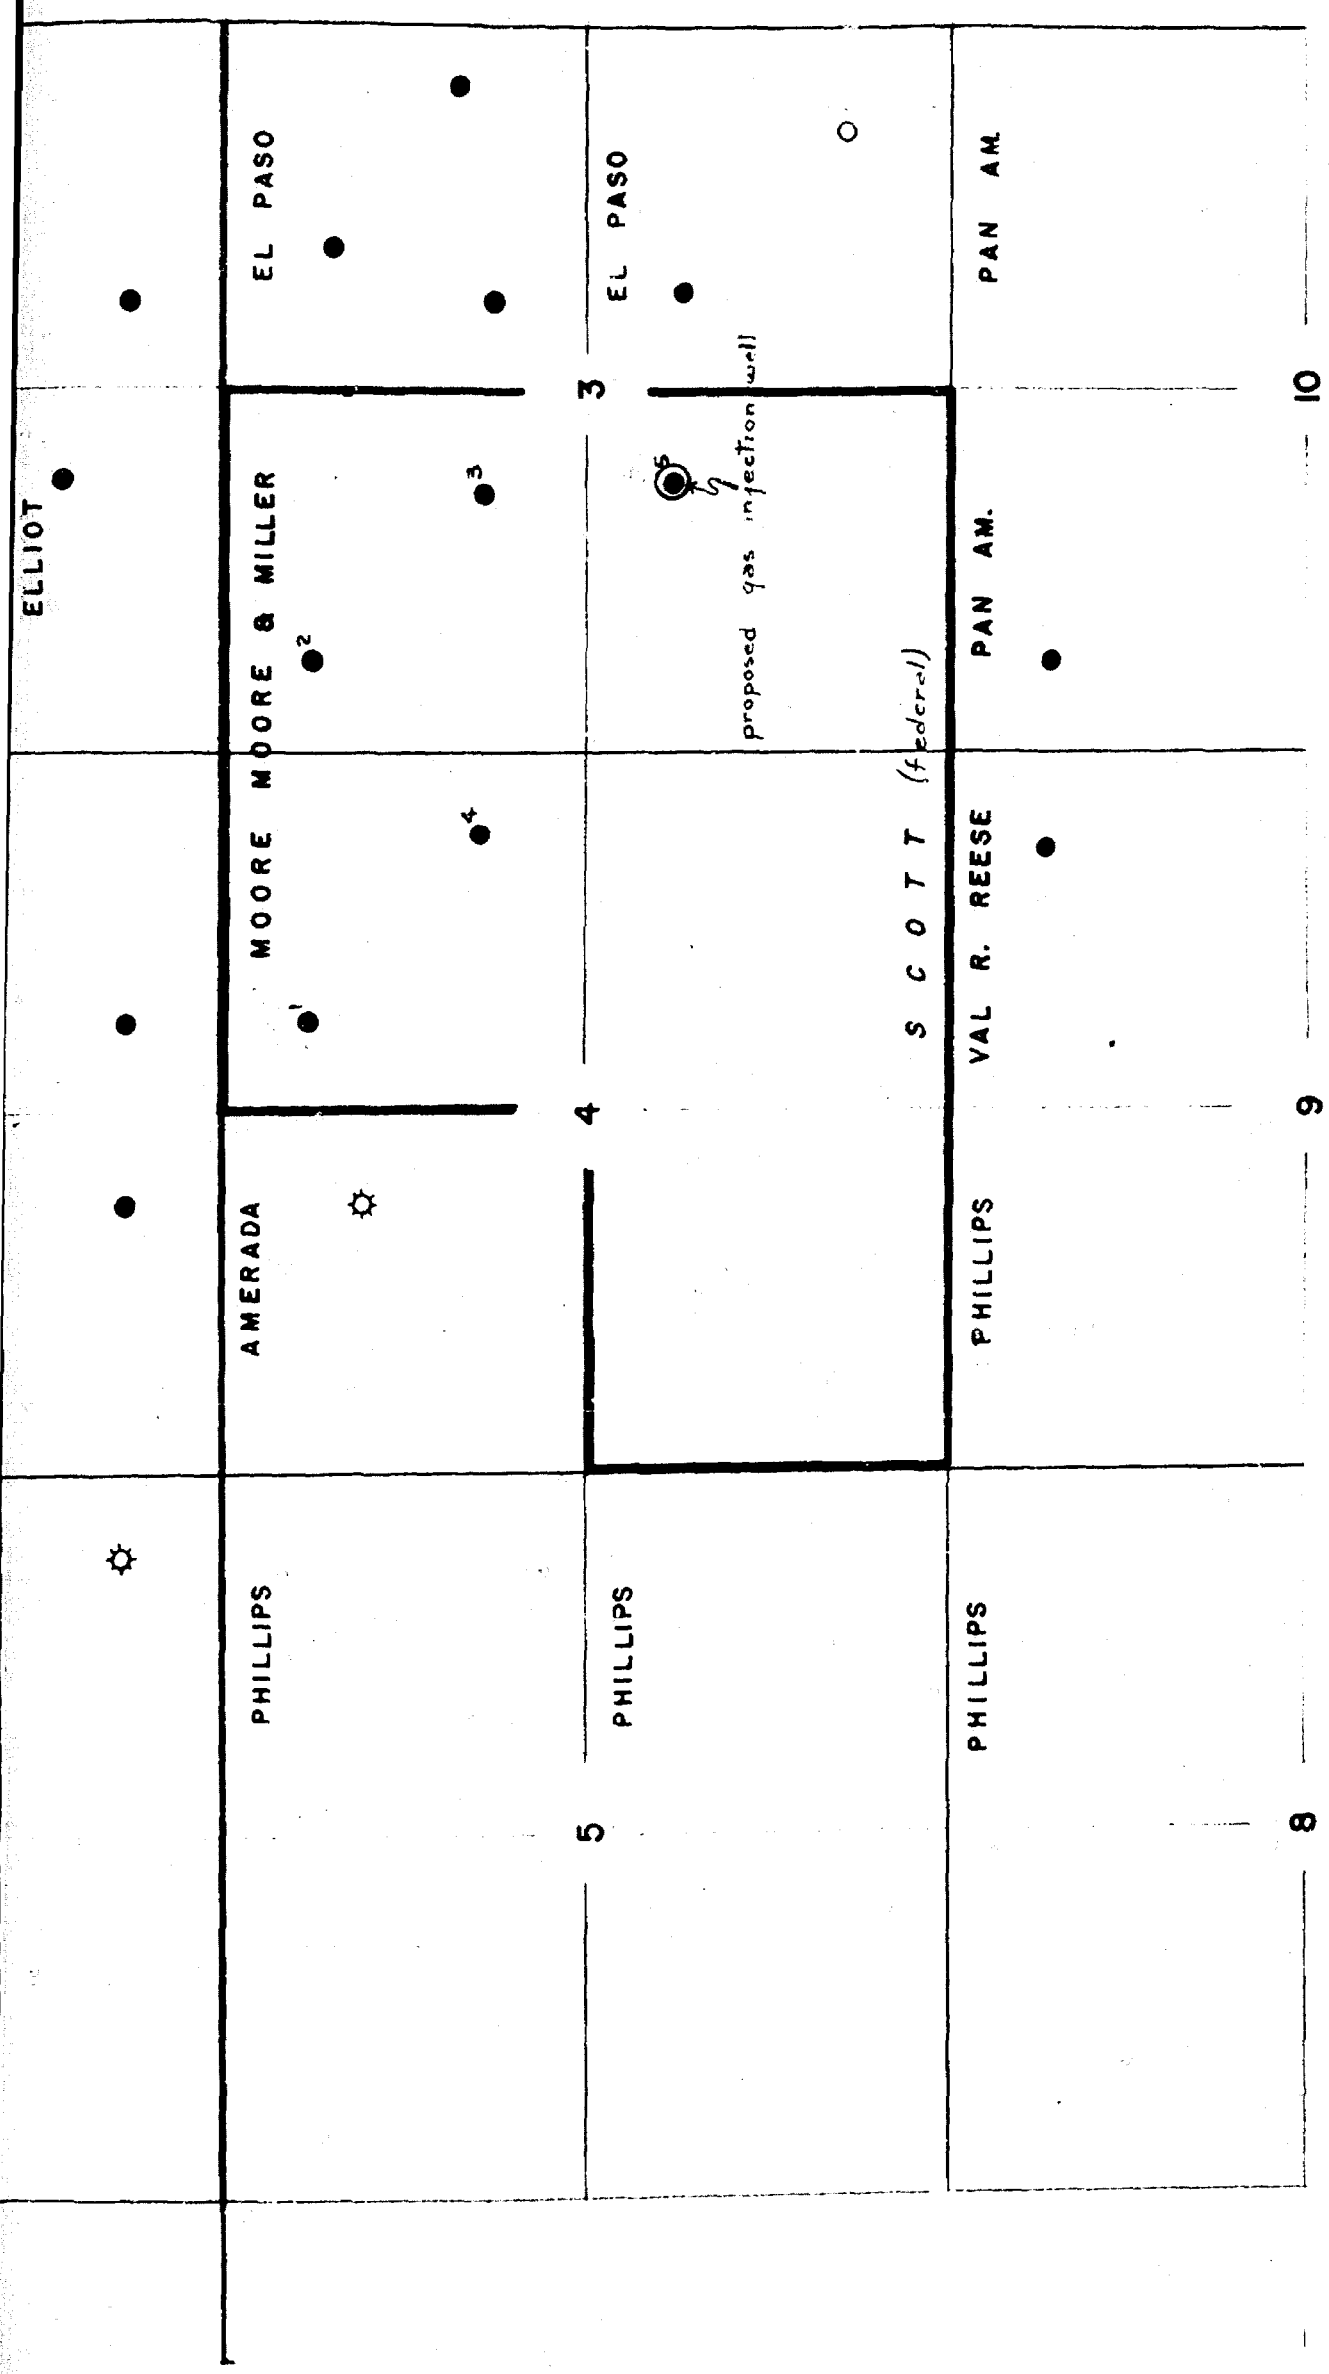 ELLIOT
PHILLIPS
AMERADA
MOORE MOORE & MILLER
EL PASO
1
2
4
3
5
4
3
PHILLIPS
EL PASO
5
proposed gas injection well
SCOTT (federal)
PHILLIPS
PHILLIPS
VAL R. REESE
PAN AM.
PAN AM.
8
9
10